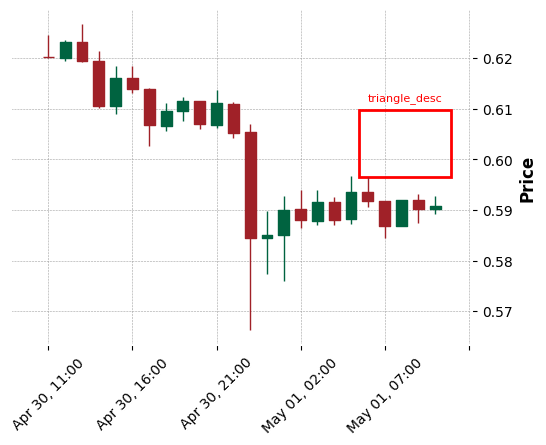 0.62
triangle_desc
0.61
0.60
0.59
0.58
0.57
Price
Apr 30, 11:00
Apr 30, 16:00
Apr 30, 21:00
May 01, 02:00
May 01, 07:00